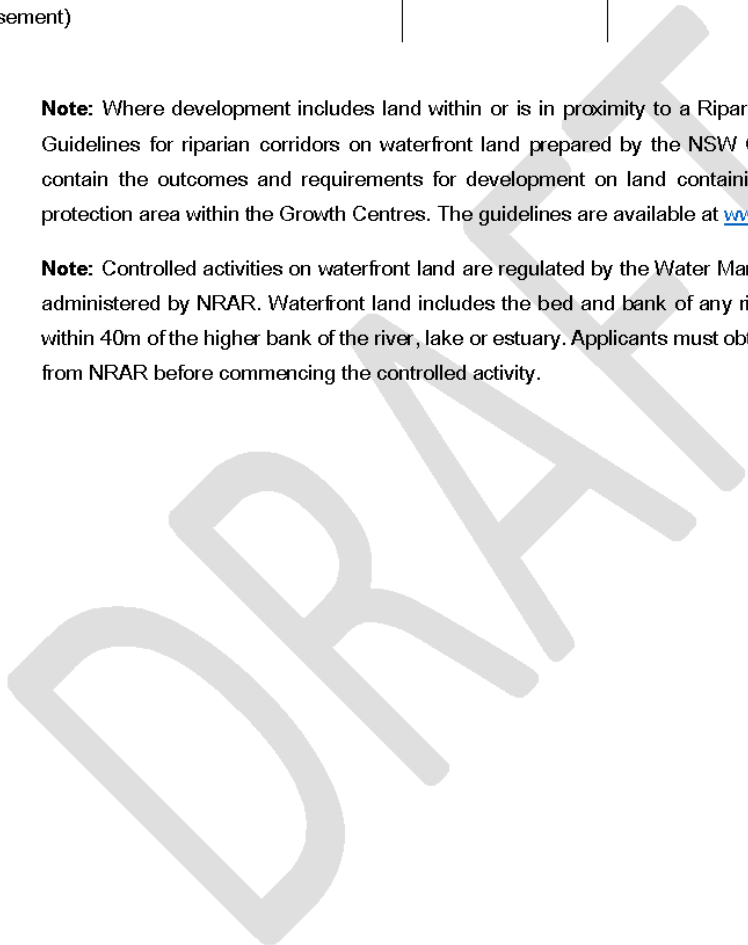 sement)
Note: Where development includes land within or is in proximity to a Ripar
Guidelines for riparian corridors on waterfront land prepared by the NSW
contain the outcomes and requirements for development on land containi
protection area within the Growth Centres. The guidelines are available at ww
Note: Controlled activities on waterfront land are regulated by the Water Mar
administered by NRAR. Waterfront land includes the bed and bank of any ri
within 40m of the higher bank of the river, lake or estuary. Applicants must obt
from NRAR before commencing the controlled activity.
DRAFT